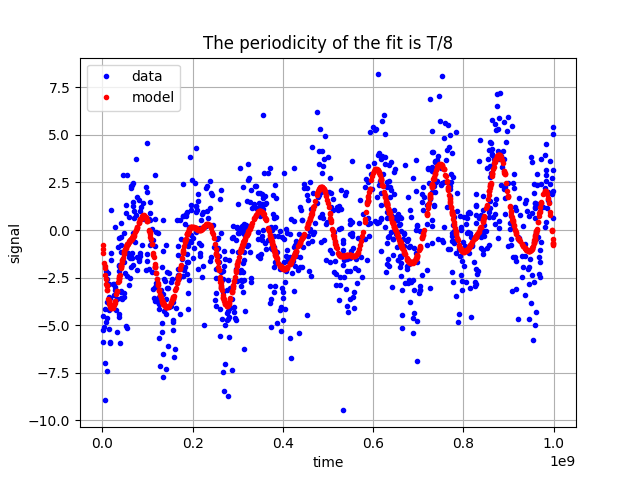 The periodicity of the fit is T/8
data
model
signal
7.5
5.0
2.5
0.0
−2.5
−5.0
−7.5
−10.0
0.0 0.2 0.4 0.6 0.8 1.0
1e9
time